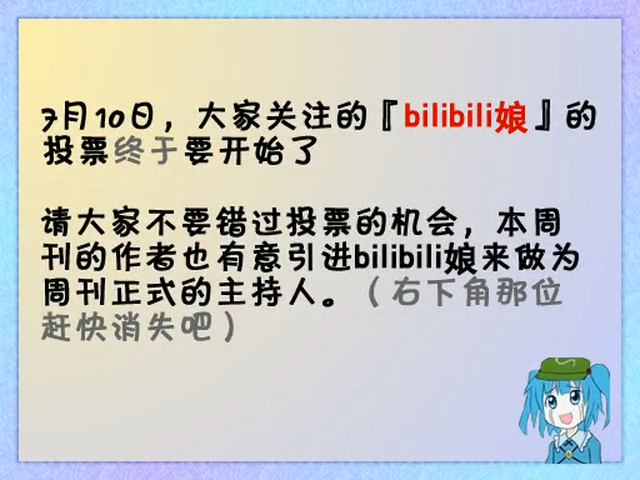 7月10日，大家关注的『bilibili娘』的
投票终于要开始了
请大家不要错过投票的机会，本周
刊的作者也有意引进bilibili娘来做为
周刊正式的主持人。（右下角那位
赶快消失吧）